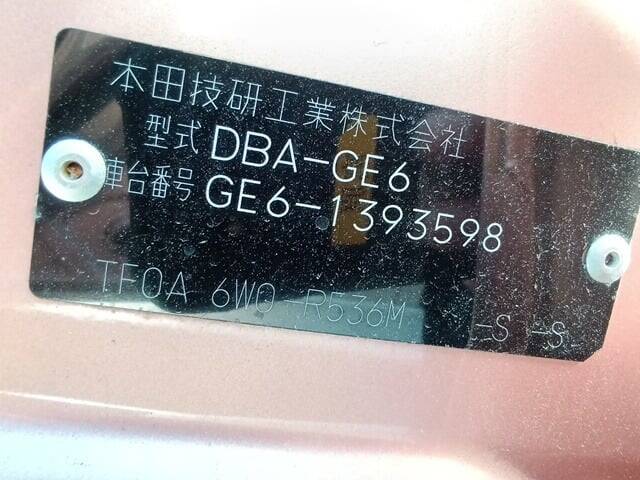 本田技研工業株式会社
型式 DBA-GE6
車台番号 GE6-1393598
TF0A 6W0 -R536M -S -S